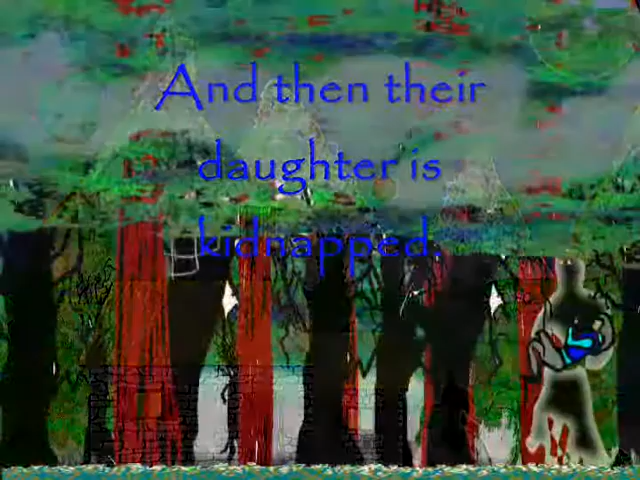 And then their
daughter is
kidnapped.